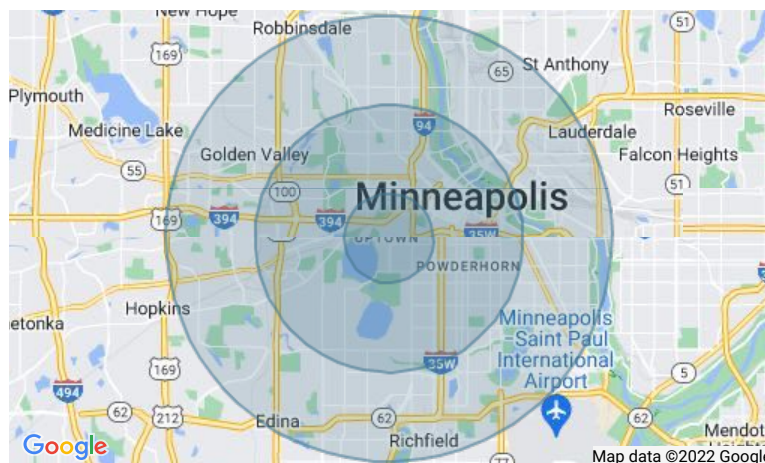 New Hope
Robbinsdale
51
169
65
St Anthony
Plymouth
94
Roseville
Medicine Lake
Lauderdale
Golden Valley
Falcon Heights
55
100
51
Minneapolis
169
394
394
35W
UPTOWN
POWDERHORN
Hopkins
Minneapolis
-Saint Paul
International
Airport
etonka
35W
169
5
494
62
212
Edina
62
62
Richfield
Mendot
77
Google
Map data ©2022 Google